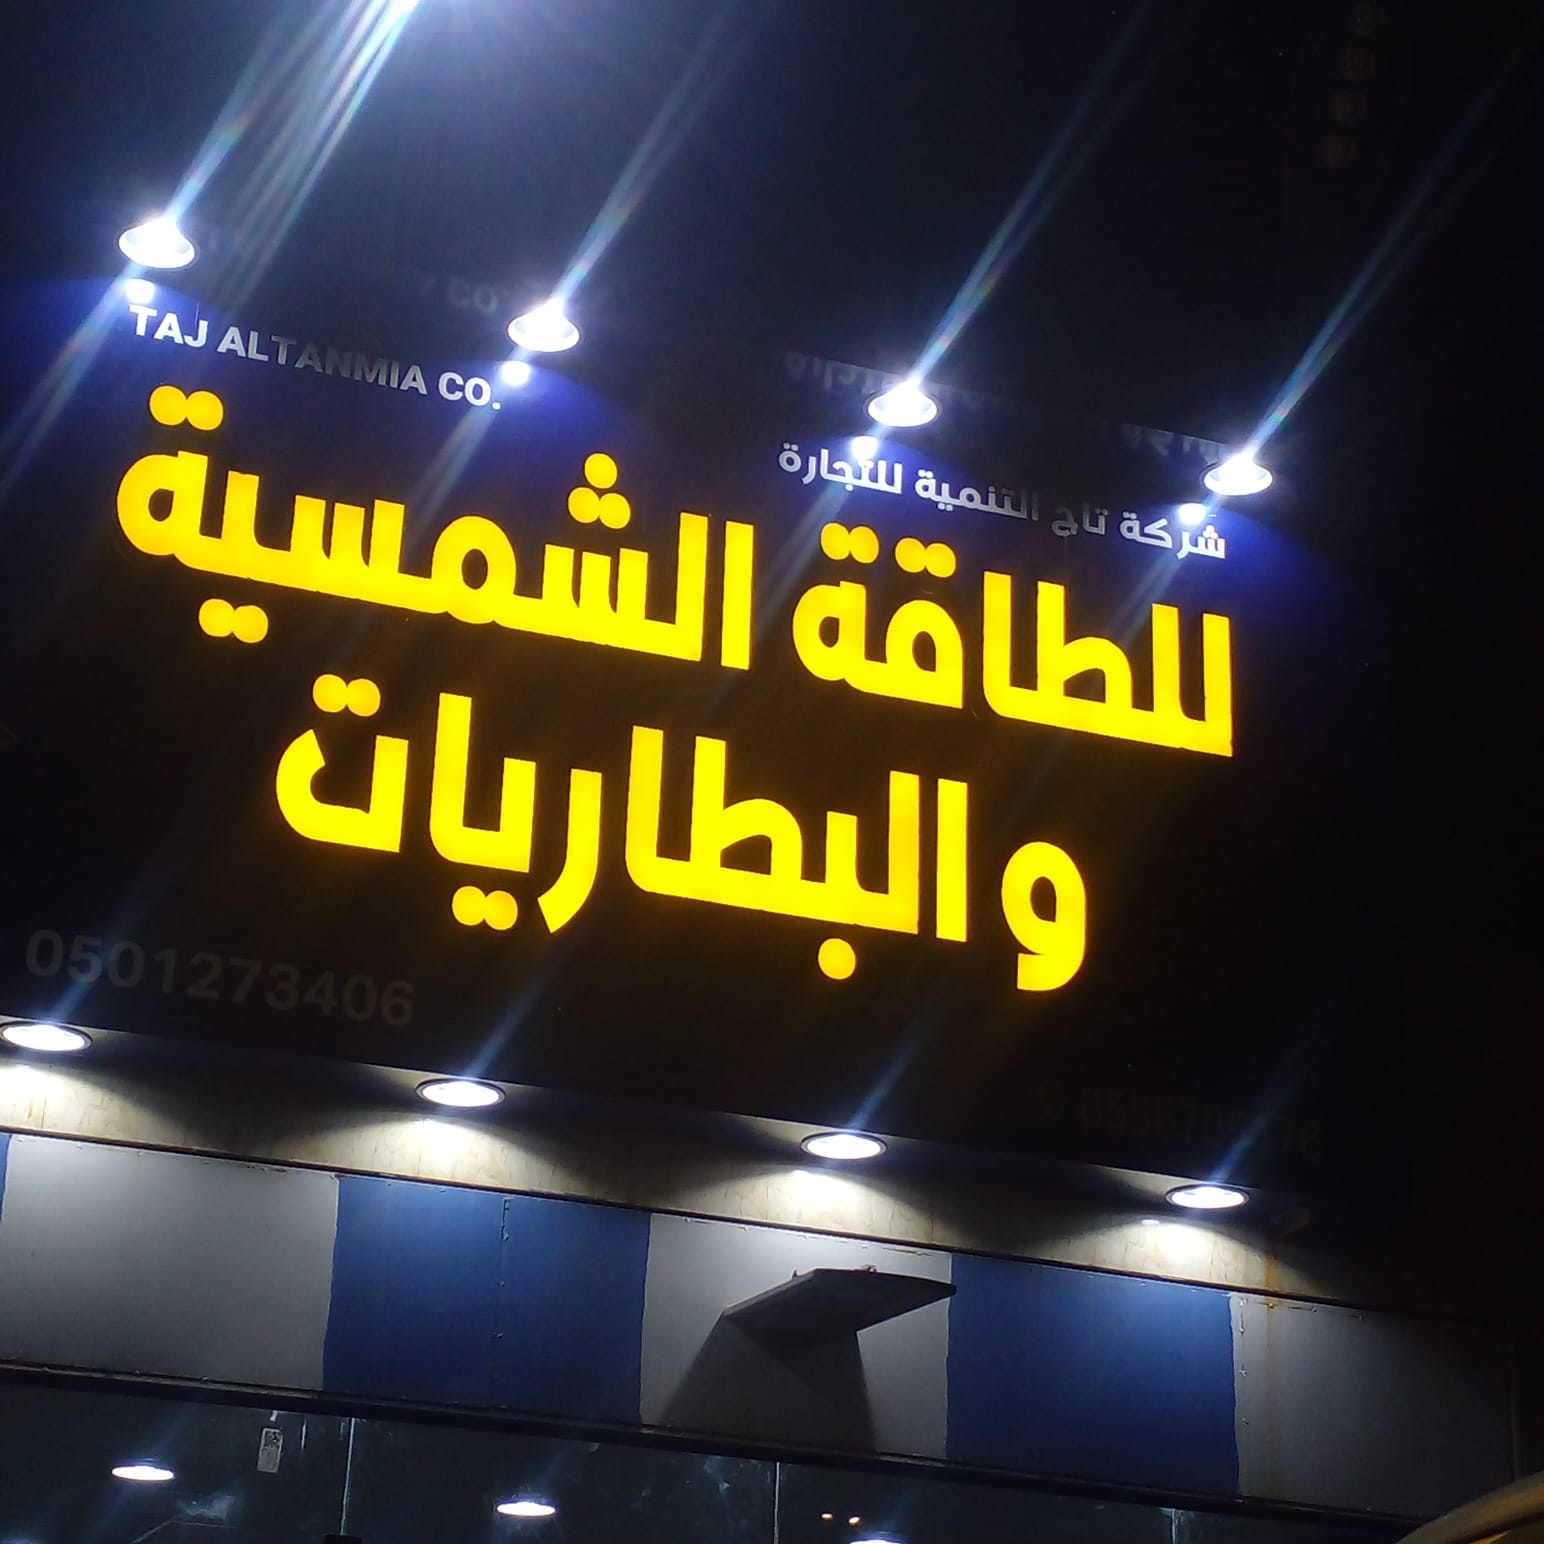 TAJ ALTANMIA CO.
شركة تاج التنمية للتجارة
للطاقة الشمسية
والبطاريات
0501273406